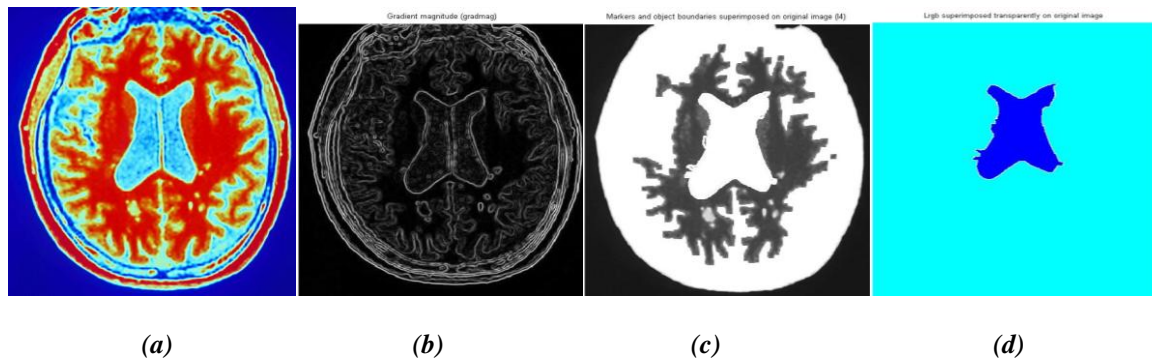 Gradient magnitude (gradmag)
Markers and object boundaries superimposed on original image (I4)
Lrgb superimposed transparently on original image
(a)
(b)
(c)
(d)